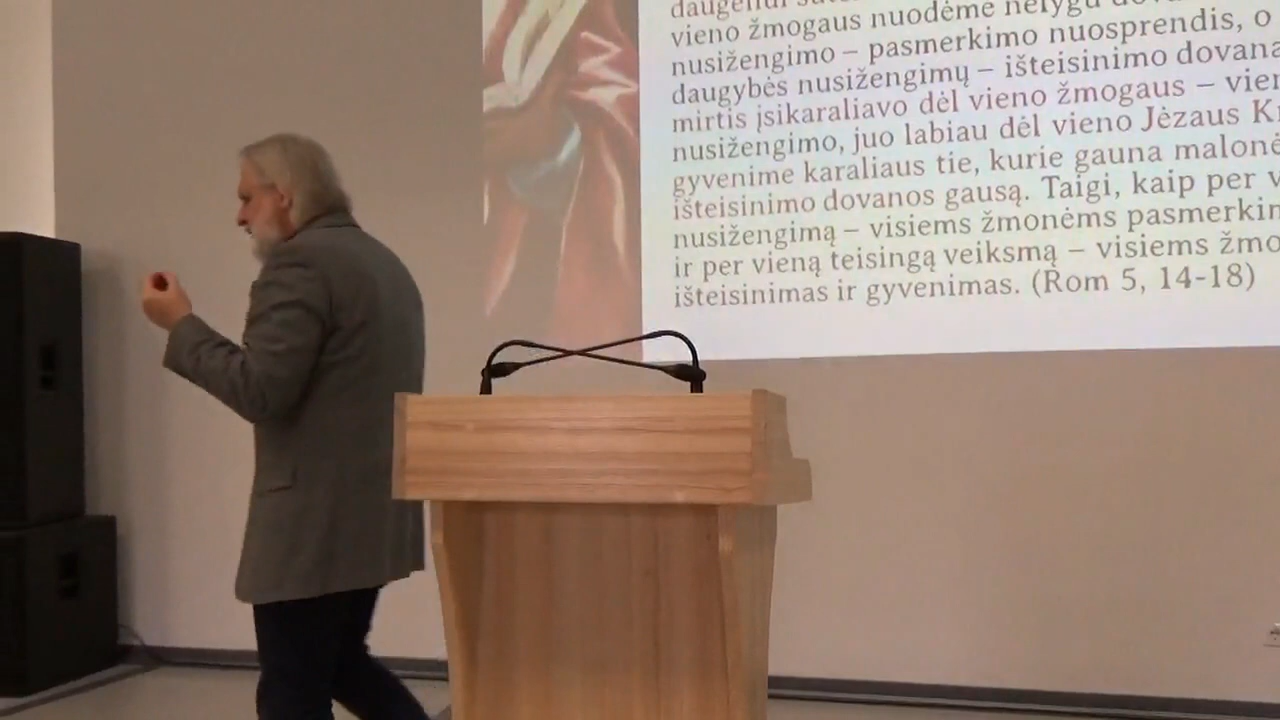 daugeliui
vieno žmogaus nuodėmė nelygu
nusižengimo – pasmerkimo nuosprendis, o
daugybės nusižengimų – išteisinimo dovana
mirtis įsikaraliavo dėl vieno žmogaus – vien
nusižengimo, juo labiau dėl vieno Jėzaus K
gyvenime karaliaus tie, kurie gauna malonė
išteisinimo dovanos gausą. Taigi, kaip per v
nusižengimą – visiems žmonėms pasmerkim
ir per vieną teisingą veiksmą – visiems žmo
išteisinimas ir gyvenimas. (Rom 5, 14-18)